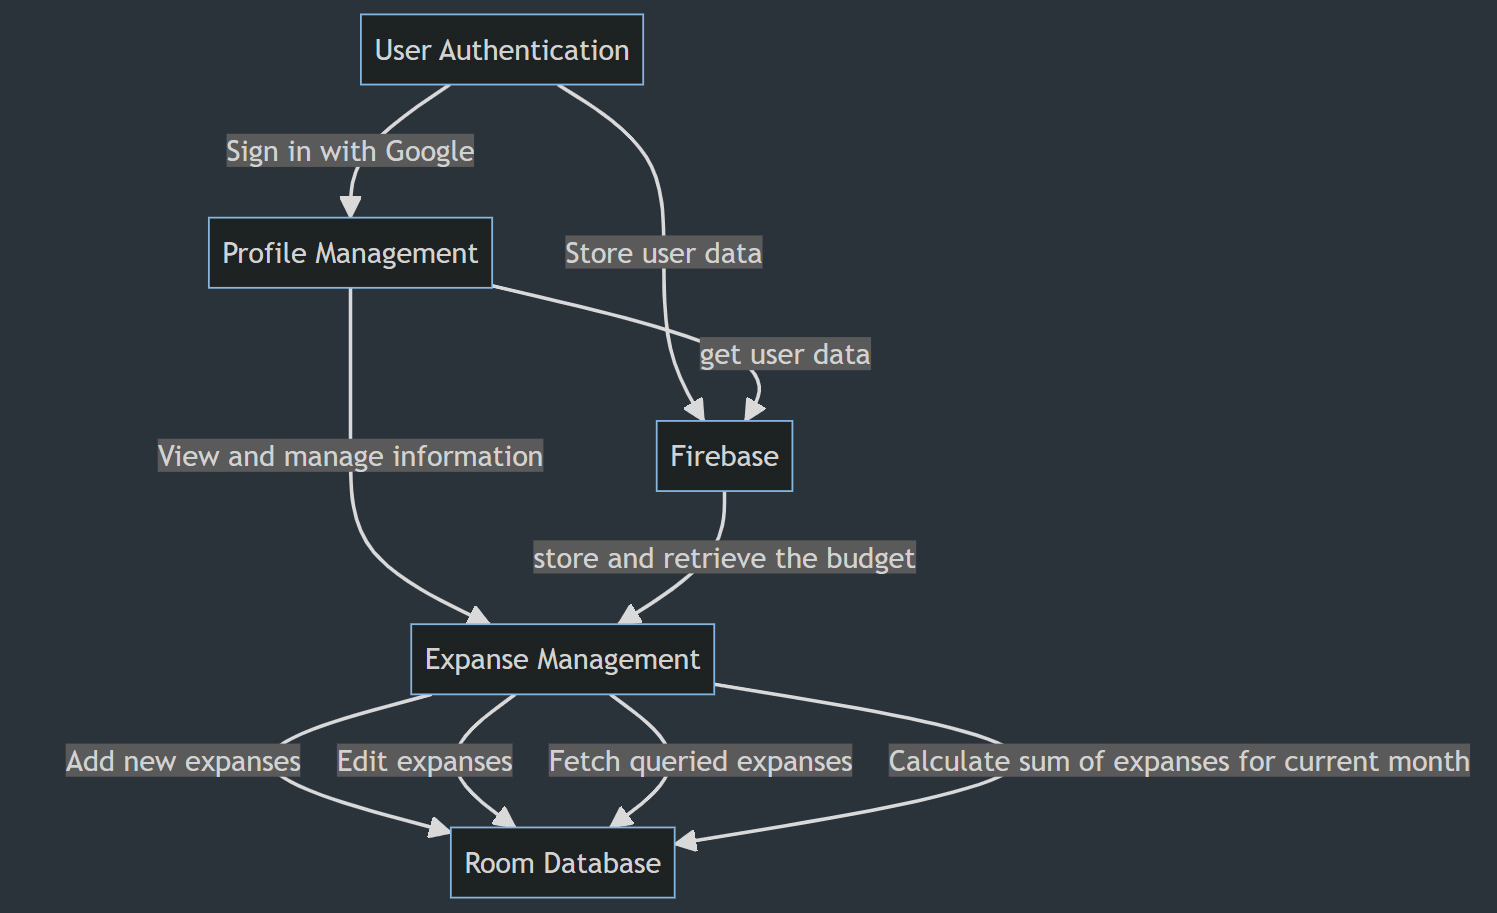 User Authentication
Sign in with Google
Profile Management
Store user data
get user data
View and manage information
Firebase
store and retrieve the budget
Expanse Management
Add new expanses
Edit expanses
Fetch queried expanses
Calculate sum of expanses for current month
Room Database